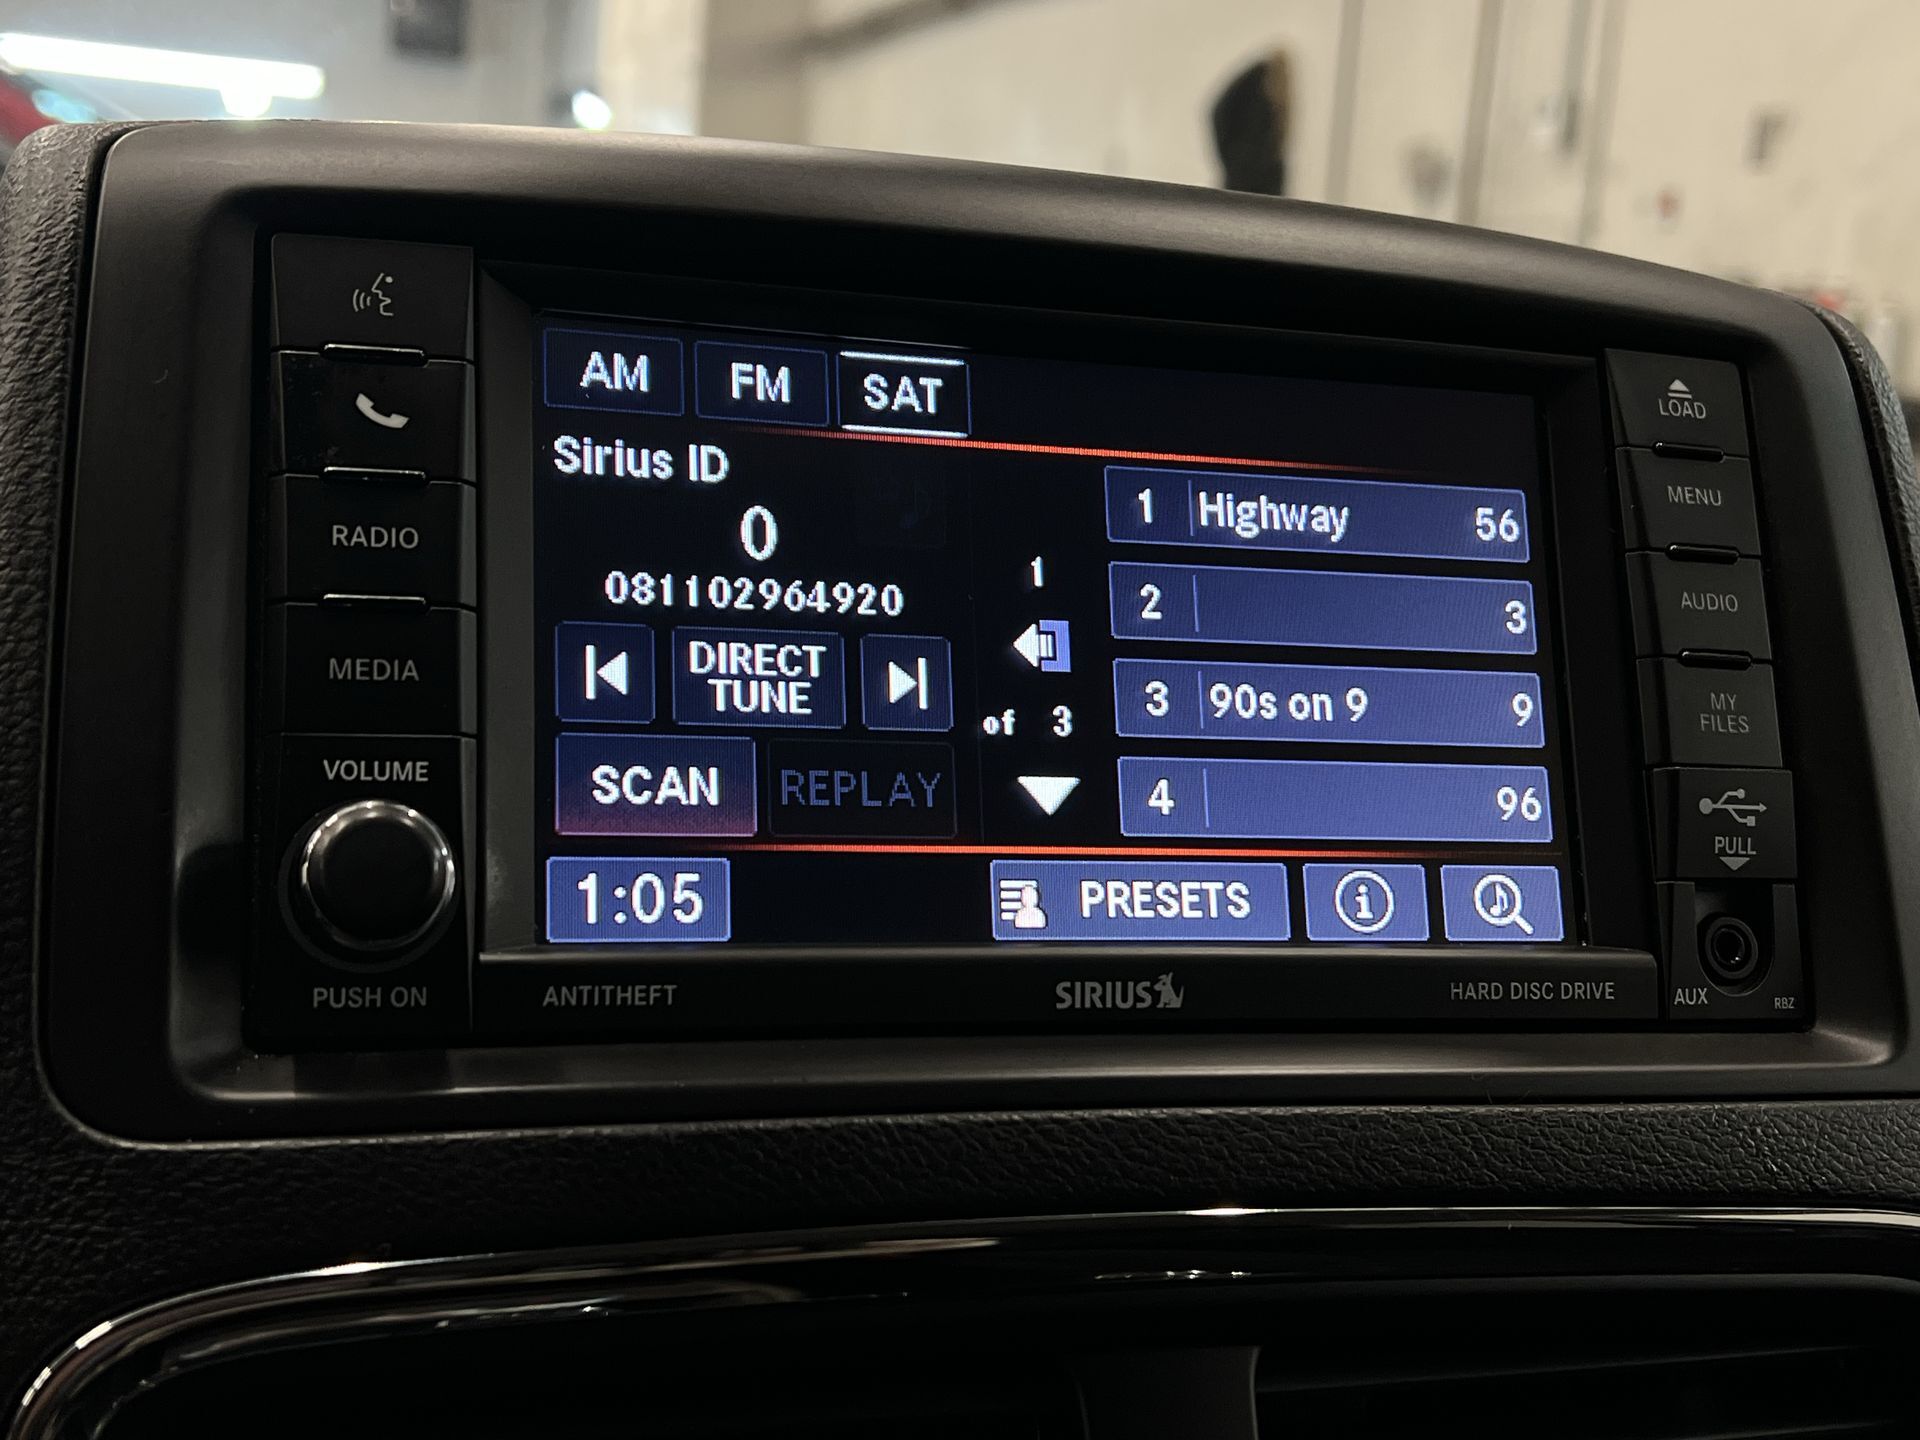 RADIO
MEDIA
VOLUME
PUSH ON
AM FM SAT
Sirius ID
0
081102964920
DIRECT
TUNE
SCAN REPLAY
1
of 3
1 Highway 56
2 3
3 90s on 9 9
4 96
1:05 PRESETS i
ANTITHEFT SIRIUS HARD DISC DRIVE
LOAD
MENU
AUDIO
MY
FILES
PULL
AUX RBZ